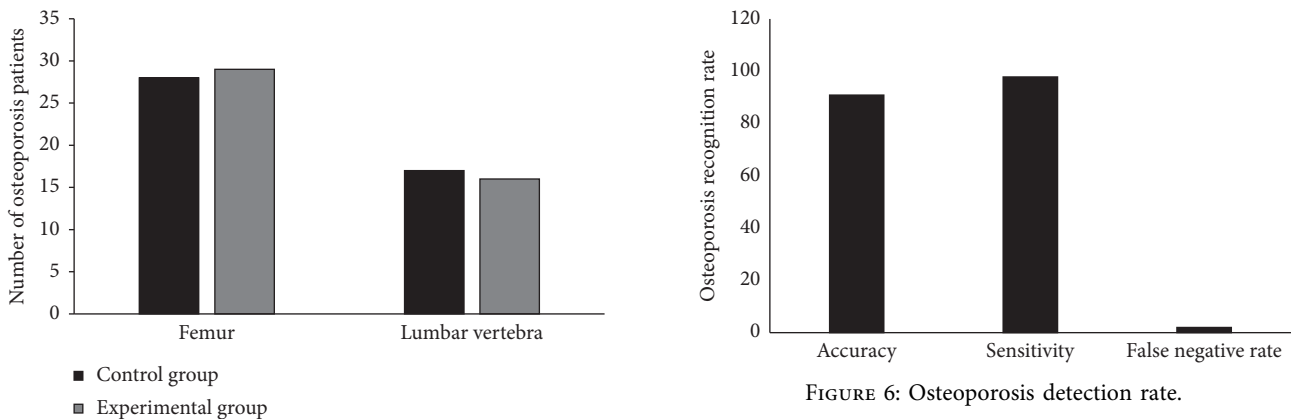 Number of osteoporosis patients
35
30
25
20
15
10
5
0
Femur
Lumbar vertebra
Control group
Experimental group
Osteoporosis recognition rate
120
100
80
60
40
20
0
Accuracy
Sensitivity
False negative rate
FIGURE 6: Osteoporosis detection rate.